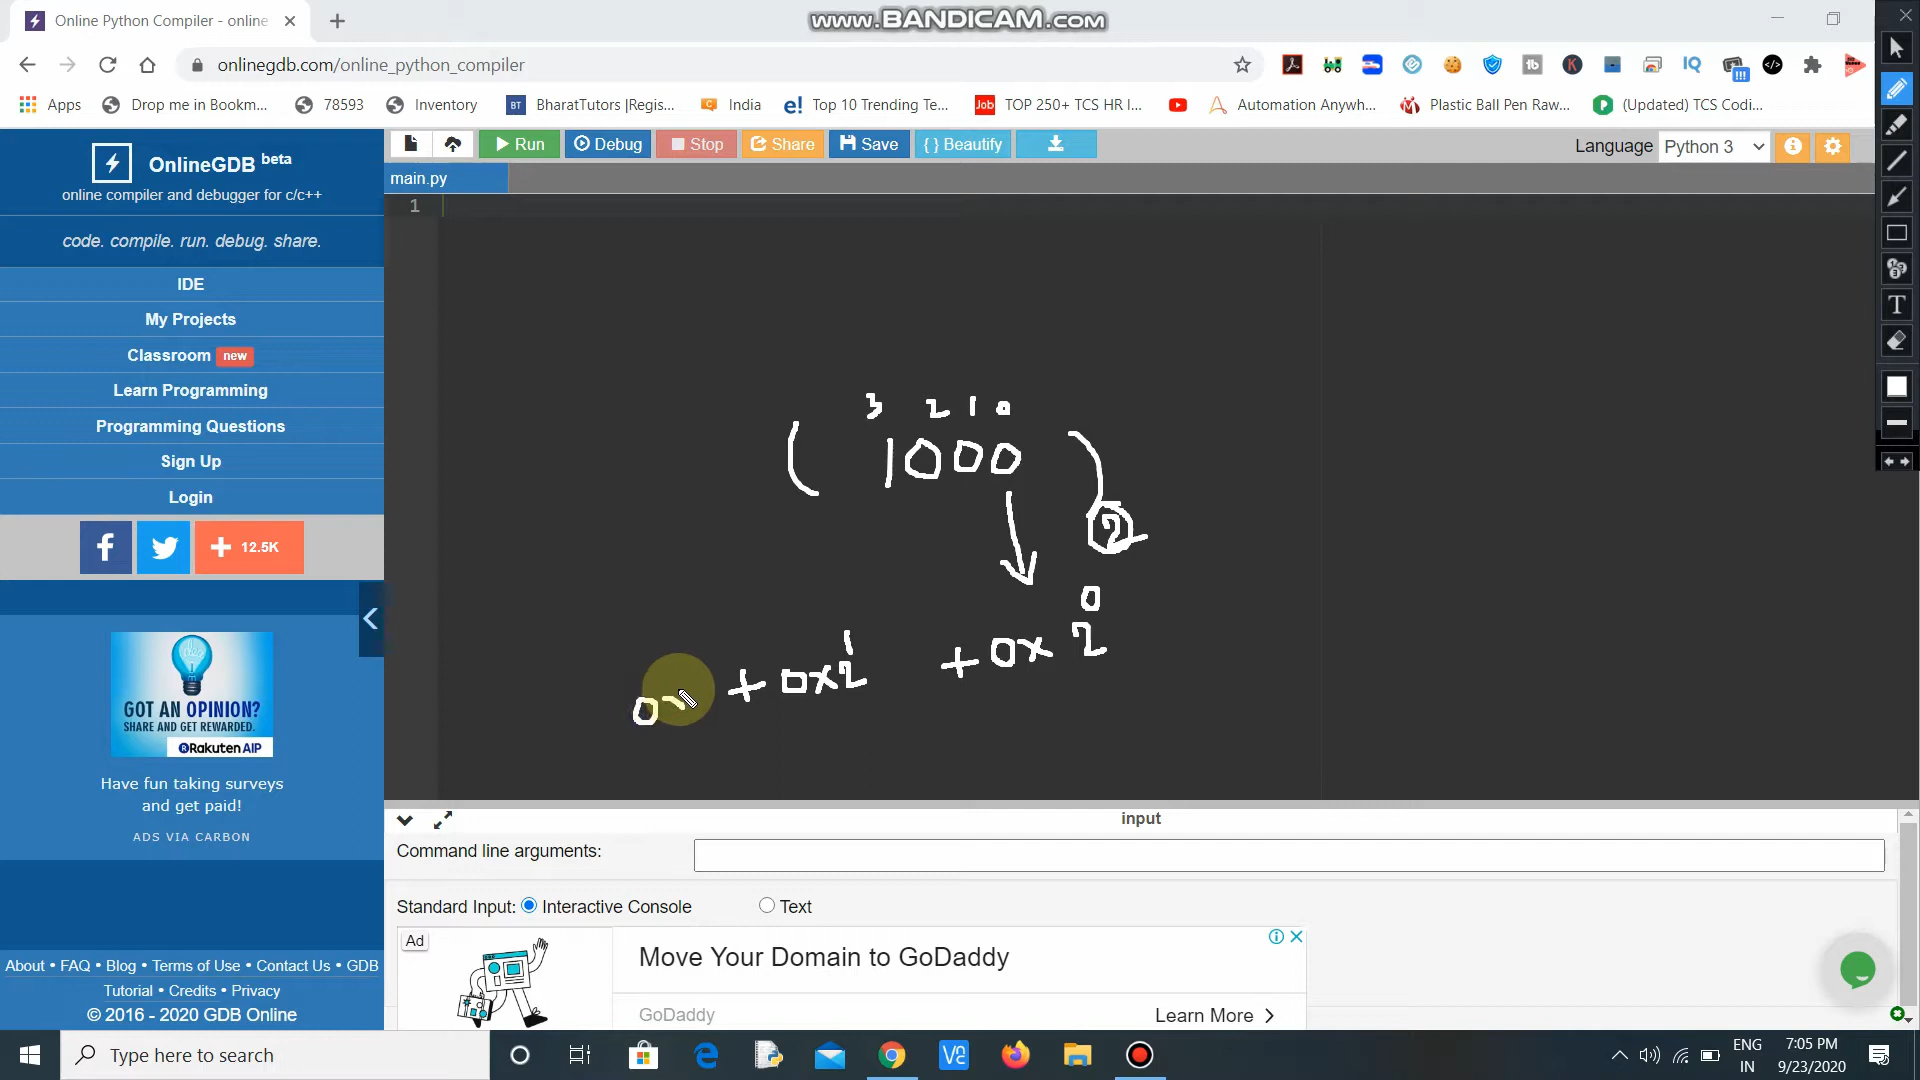 Online Python Compiler - online
www.BANDICAM.com
onlinegdb.com/online_python_compiler
Apps Drop me in Bookm... 78593 Inventory BharatTutors |Regis... India Top 10 Trending Te... TOP 250+ TCS HR I... Automation Anywh... Plastic Ball Pen Raw... (Updated) TCS Codi...
OnlineGDB beta
online compiler and debugger for c/c++
code. compile. run. debug. share.
IDE
My Projects
Classroom new
Learn Programming
Programming Questions
Sign Up
Login
12.5K
GOT AN OPINION?
SHARE AND GET REWARDED.
Rakuten AIP
Have fun taking surveys
and get paid!
ADS VIA CARBON
About • FAQ • Blog • Terms of Use • Contact Us • GDB
Tutorial • Credits • Privacy
© 2016 - 2020 GDB Online
Run Debug Stop Share Save { } Beautify
Language Python 3
main.py
1
3 2 1 0
( 1000 )
2
0
1
+ 0x2 + 0x 2
0
input
Command line arguments:
Standard Input: Interactive Console Text
Ad
Move Your Domain to GoDaddy
GoDaddy
Learn More
Type here to search
ENG
IN
7:05 PM
9/23/2020